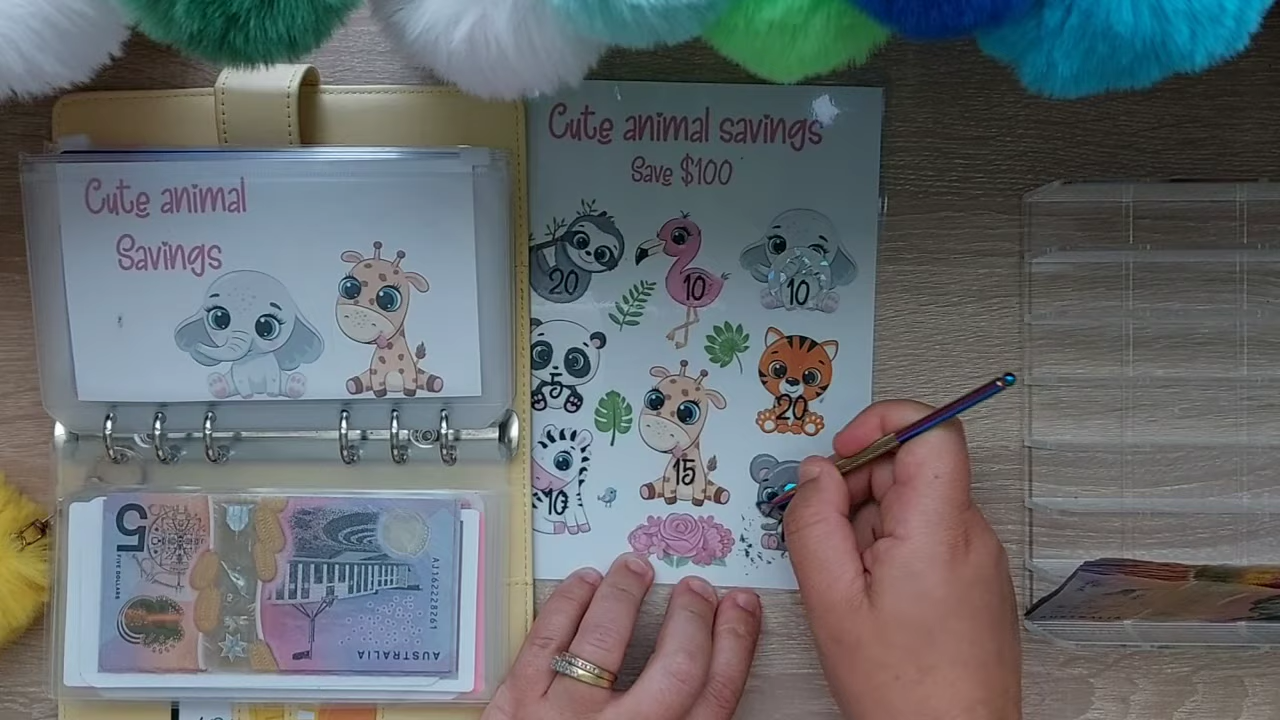 Cute animal
Savings
Cute animal savings
Save $100
20
10
10
5
20
15
10
5
FIVE DOLLARS
AJ162228261
AUSTRALIA